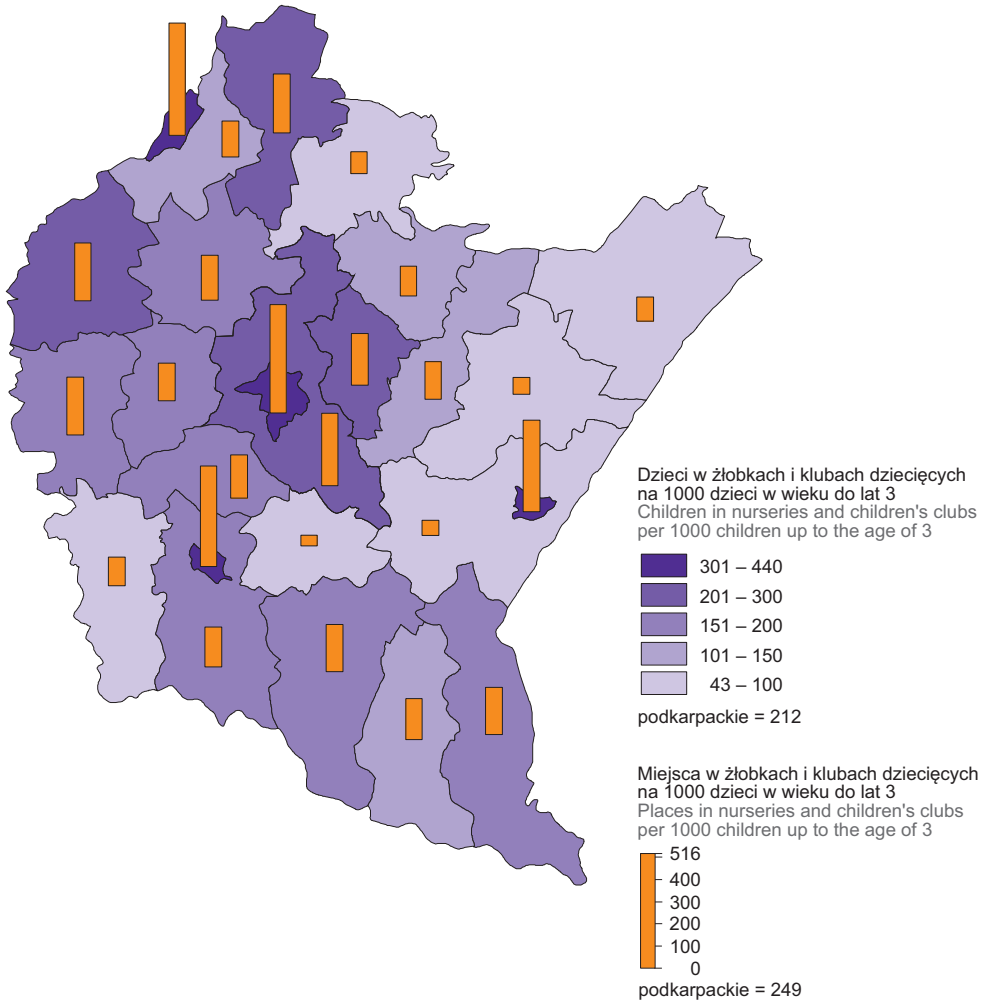 Dzieci w żłobkach i klubach dziecięcych
na 1000 dzieci w wieku do lat 3
Children in nurseries and children's clubs
per 1000 children up to the age of 3
301 – 440
201 – 300
151 – 200
101 – 150
43 – 100
podkarpackie = 212
Miejsca w żłobkach i klubach dziecięcych
na 1000 dzieci w wieku do lat 3
Places in nurseries and children's clubs
per 1000 children up to the age of 3
516
400
300
200
100
0
podkarpackie = 249